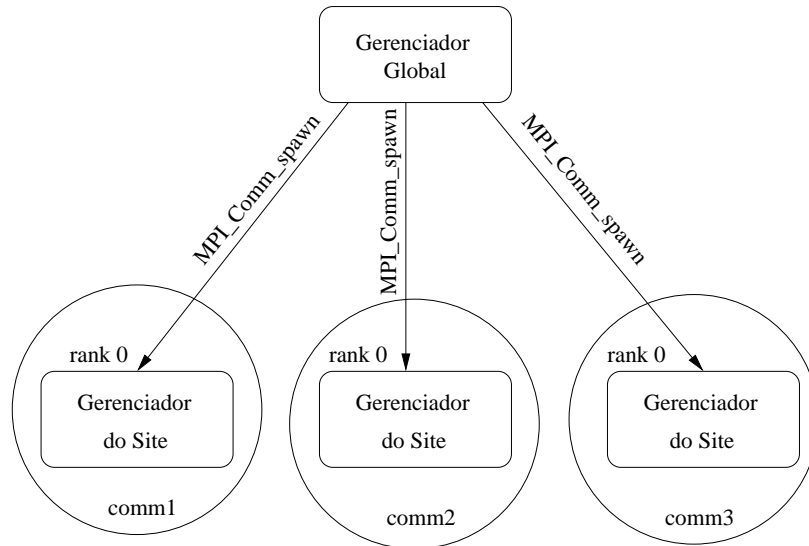 Gerenciador
Global
MPI_Comm_spawn
MPI_Comm_spawn
MPI_Comm_spawn
rank 0
rank 0
rank 0
Gerenciador
do Site
Gerenciador
do Site
Gerenciador
do Site
comm1
comm2
comm3